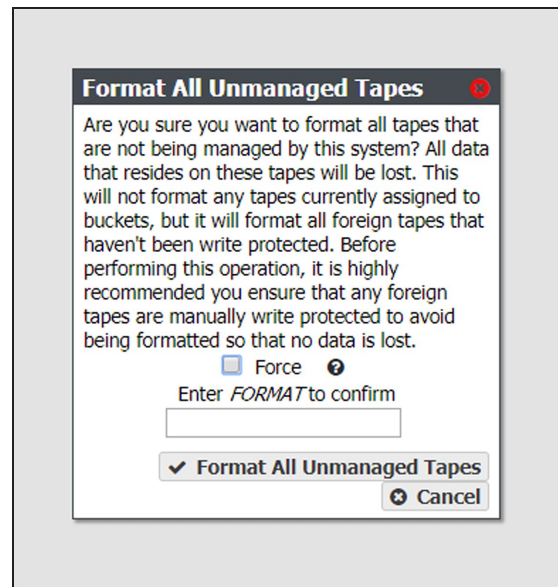 Format All Unmanaged Tapes
Are you sure you want to format all tapes that
are not being managed by this system? All data
that resides on these tapes will be lost. This
will not format any tapes currently assigned to
buckets, but it will format all foreign tapes that
haven't been write protected. Before
performing this operation, it is highly
recommended you ensure that any foreign
tapes are manually write protected to avoid
being formatted so that no data is lost.
Force
Enter FORMAT to confirm
Format All Unmanaged Tapes
Cancel